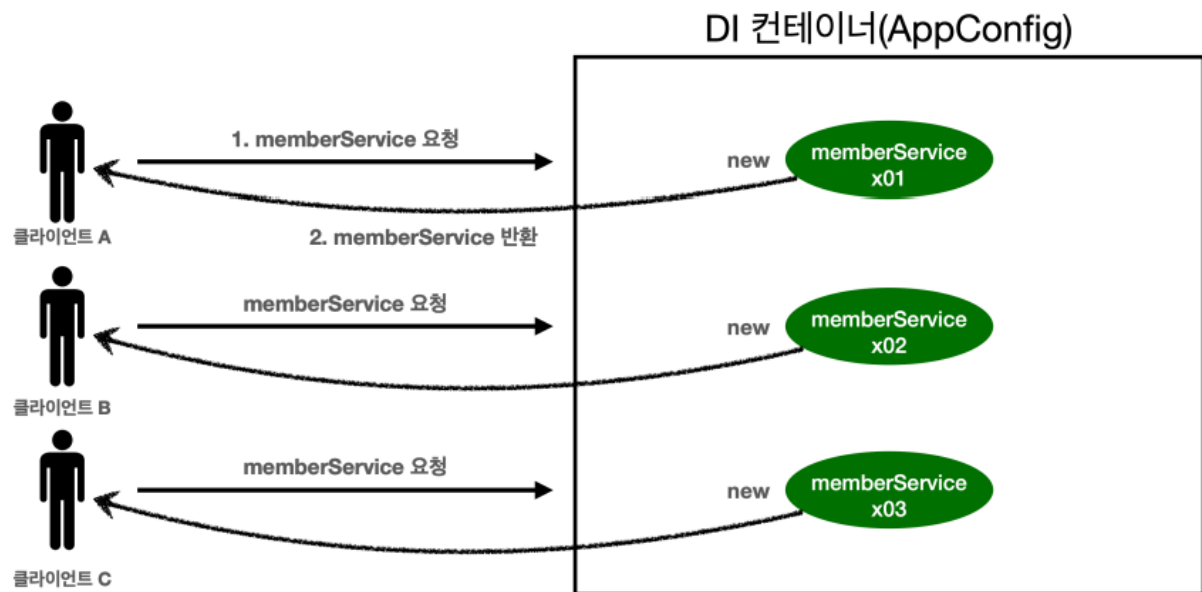 DI 컨테이너(AppConfig)
1. memberService 요청
new
memberService
x01
클라이언트 A
2. memberService 반환
memberService 요청
new
memberService
x02
클라이언트 B
memberService 요청
new
memberService
x03
클라이언트 C